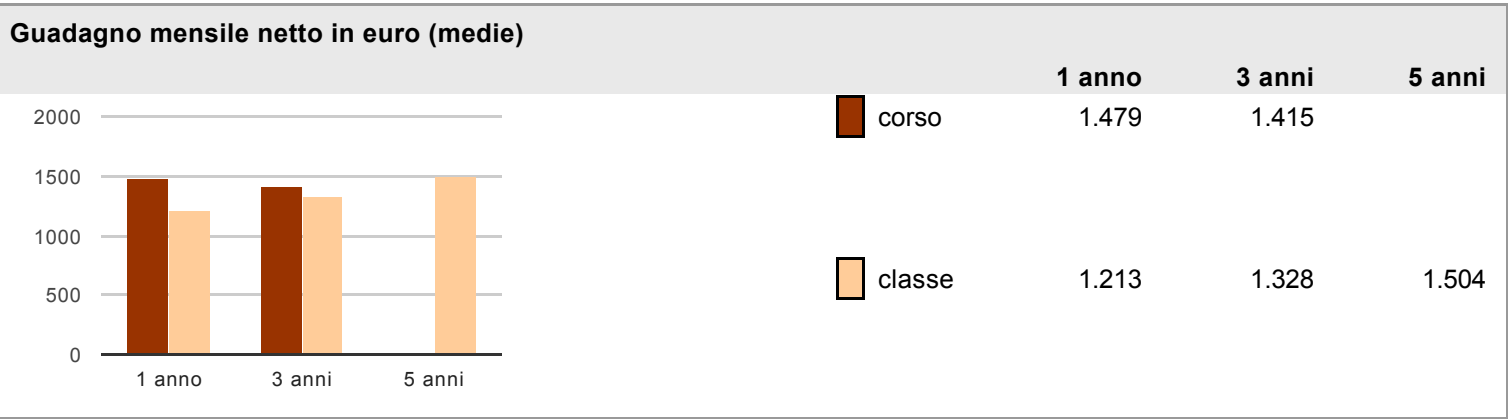 Guadagno mensile netto in euro (medie)
1 anno 3 anni 5 anni
corso 1.479 1.415
classe 1.213 1.328 1.504
2000
1500
1000
500
0
1 anno 3 anni 5 anni